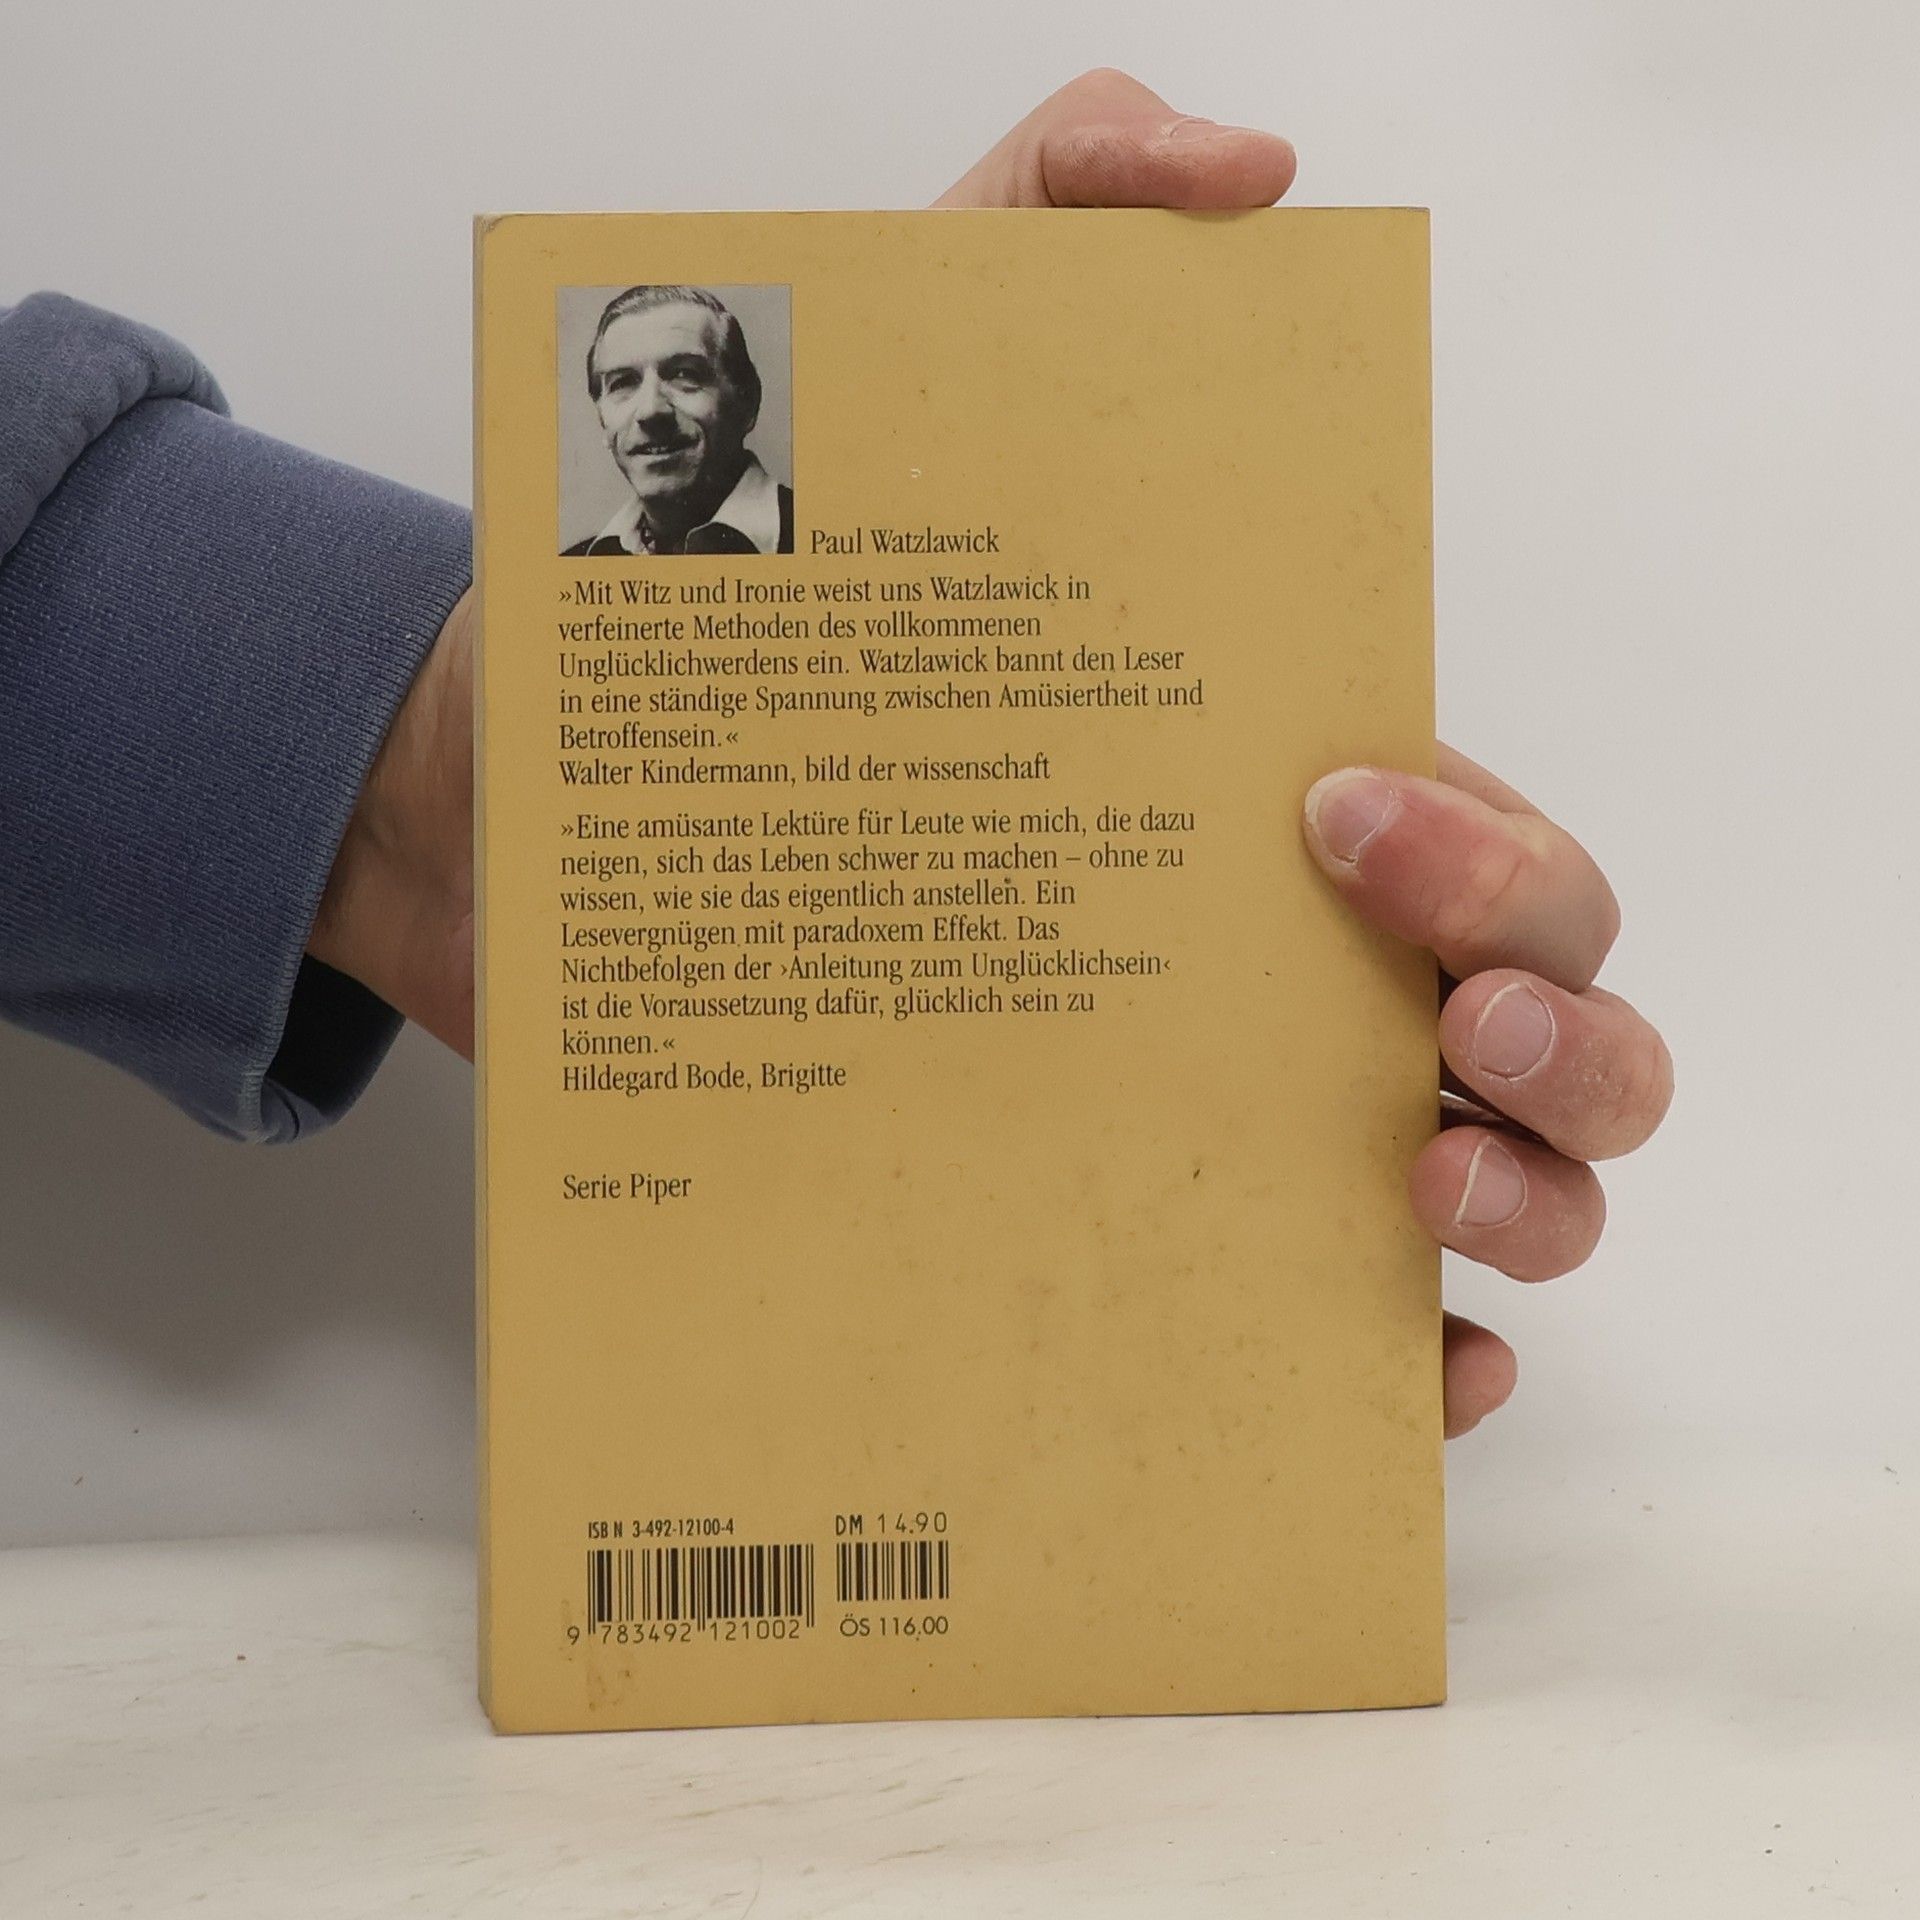 Paul Watzlawick
»Mit Witz und Ironie weist uns Watzlawick in
verfeinerte Methoden des vollkommenen
Unglücklichwerdens ein. Watzlawick bannt den Leser
in eine ständige Spannung zwischen Amüsiertheit und
Betroffensein.«
Walter Kindermann, bild der wissenschaft
»Eine amüsante Lektüre für Leute wie mich, die dazu
neigen, sich das Leben schwer zu machen – ohne zu
wissen, wie sie das eigentlich anstellen. Ein
Lesevergnügen mit paradoxem Effekt. Das
Nichtbefolgen der ›Anleitung zum Unglücklichsein‹
ist die Voraussetzung dafür, glücklich sein zu
können.«
Hildegard Bode, Brigitte
Serie Piper
ISBN 3-492-12100-4
DM 14.90
9 783492 121002
ÖS 116,00